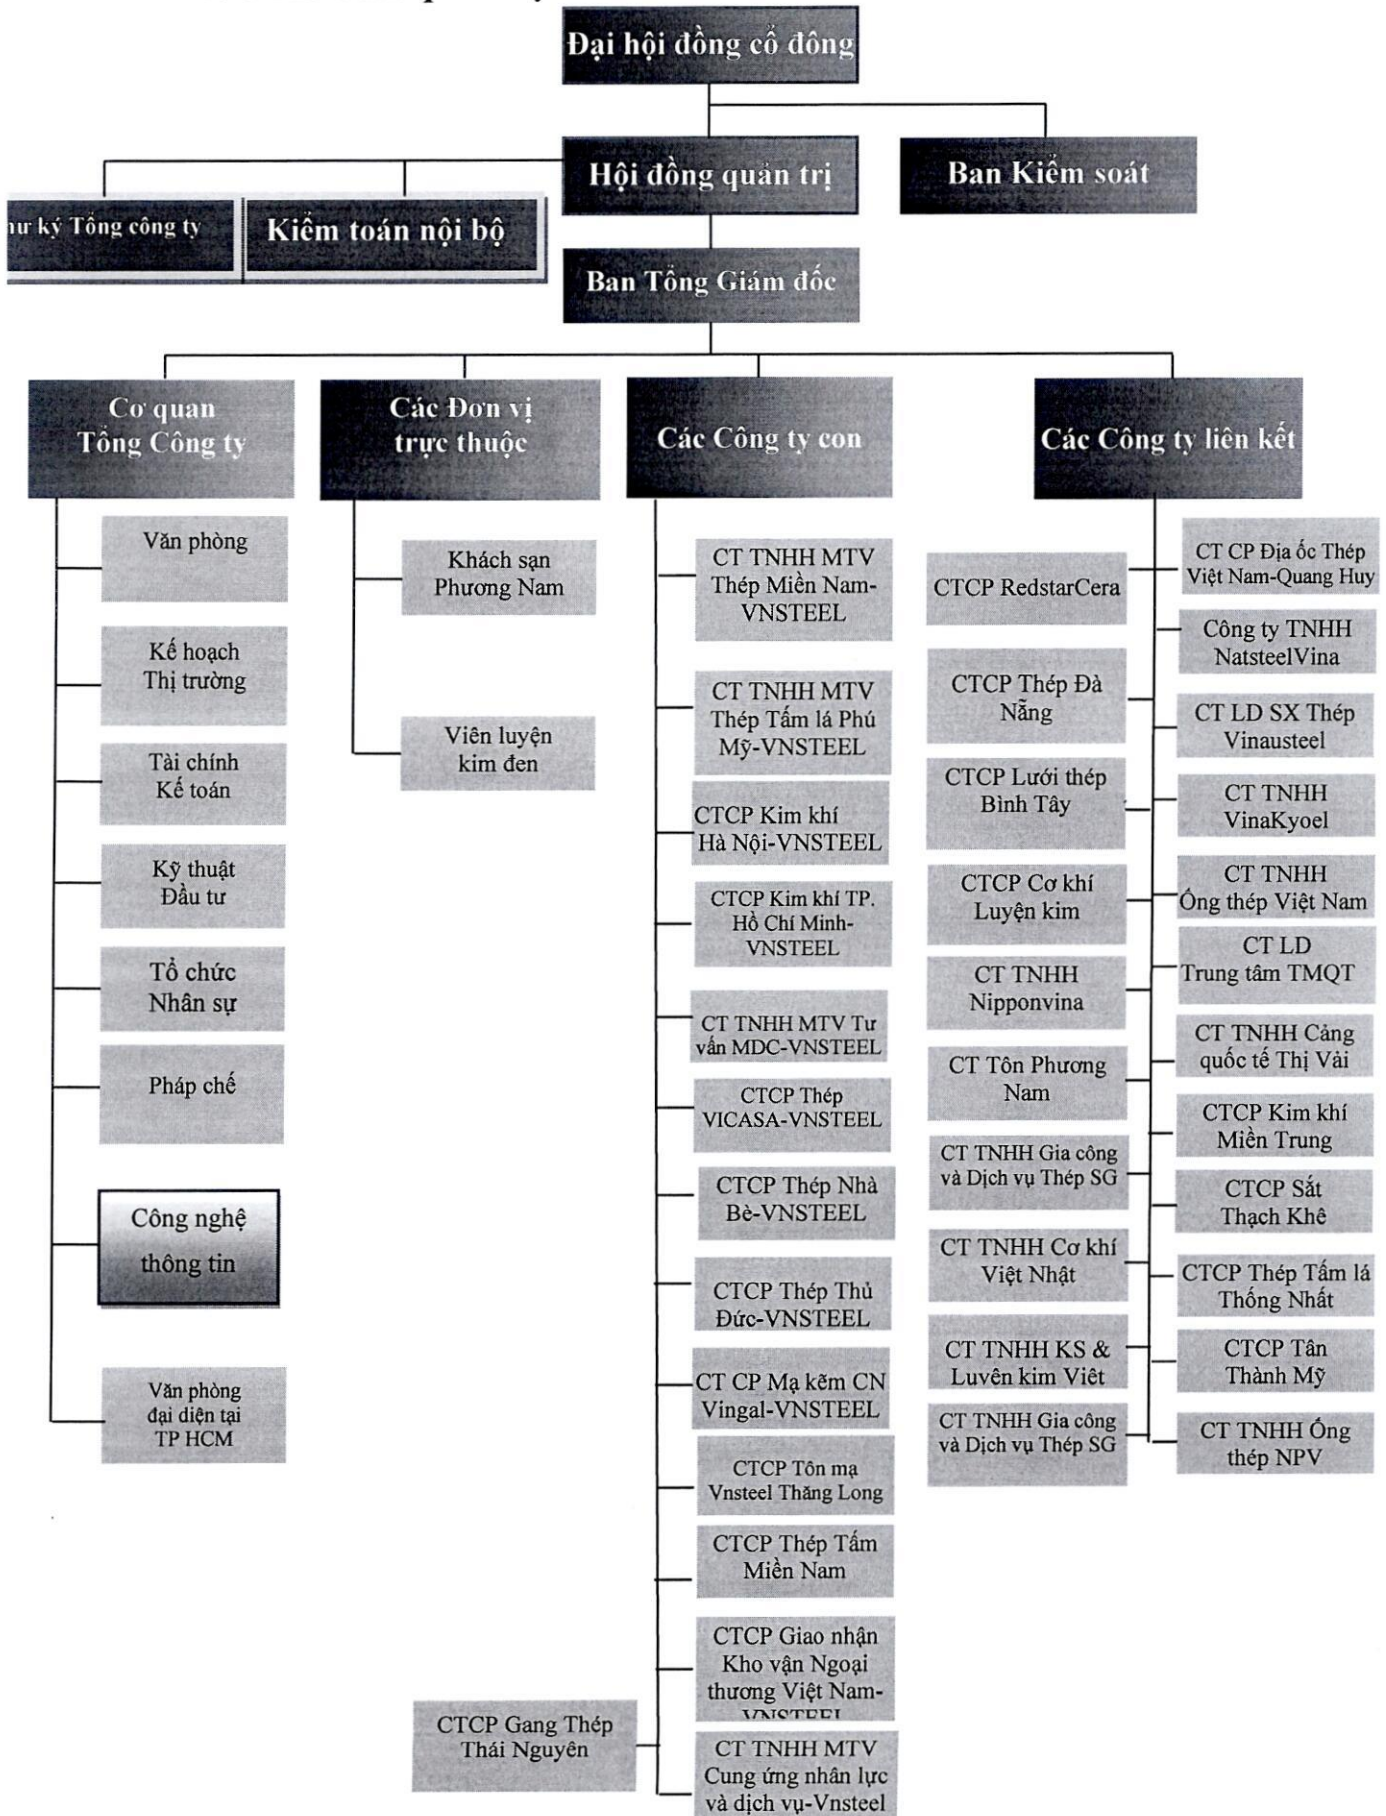 Đại hội đồng cổ đông
Hội đồng quản trị
Ban Kiểm soát
ký Tổng công ty
Kiểm toán nội bộ
Ban Tổng Giám đốc
Cơ quan
Tổng Công ty
Các Đơn vị
trực thuộc
Các Công ty con
Các Công ty liên kết
Văn phòng
Kế hoạch
Thị trường
Tài chính
Kế toán
Kỹ thuật
Đầu tư
Tổ chức
Nhân sự
Pháp chế
Công nghệ
thông tin
Văn phòng
đại diện tại
TP HCM
Khách sạn
Phương Nam
Viên luyện
kim đen
CT TNHH MTV
Thép Miền Nam-
VNSTEEL
CT TNHH MTV
Thép Tấm lá Phú
Mỹ-VNSTEEL
CTCP Kim khí
Hà Nội-VNSTEEL
CTCP Kim khí TP.
Hồ Chí Minh-
VNSTEEL
CT TNHH MTV Tư
vấn MDC-VNSTEEL
CTCP Thép
VICASA-VNSTEEL
CTCP Thép Nhà
Bè-VNSTEEL
CTCP Thép Thủ
Đức-VNSTEEL
CT CP Mạ kẽm CN
Vingal-VNSTEEL
CTCP Tôn mạ
Vnsteel Thăng Long
CTCP Thép Tấm
Miền Nam
CTCP Giao nhận
Kho vận Ngoại
thương Việt Nam-
VNSTEEL
CTCP Gang Thép
Thái Nguyên
CT TNHH MTV
Cung ứng nhân lực
và dịch vụ-Vnsteel
CTCP RedstarCera
CTCP Thép Đà
Nẵng
CTCP Lưới thép
Bình Tây
CTCP Cơ khí
Luyện kim
CT TNHH
Nipponvina
CT Tôn Phương
Nam
CT TNHH Gia công
và Dịch vụ Thép SG
CT TNHH Cơ khí
Việt Nhật
CT TNHH KS &
Luyên kim Viêt
CT TNHH Gia công
và Dịch vụ Thép SG
CT CP Địa ốc Thép
Việt Nam-Quang Huy
Công ty TNHH
NatsteelVina
CT LD SX Thép
Vinausteel
CT TNHH
VinaKyoel
CT TNHH
Ống thép Việt Nam
CT LD
Trung tâm TMQT
CT TNHH Cảng
quốc tế Thị Vải
CTCP Kim khí
Miền Trung
CTCP Sắt
Thạch Khê
CTCP Thép Tấm lá
Thống Nhất
CTCP Tân
Thành Mỹ
CT TNHH Ống
thép NPV